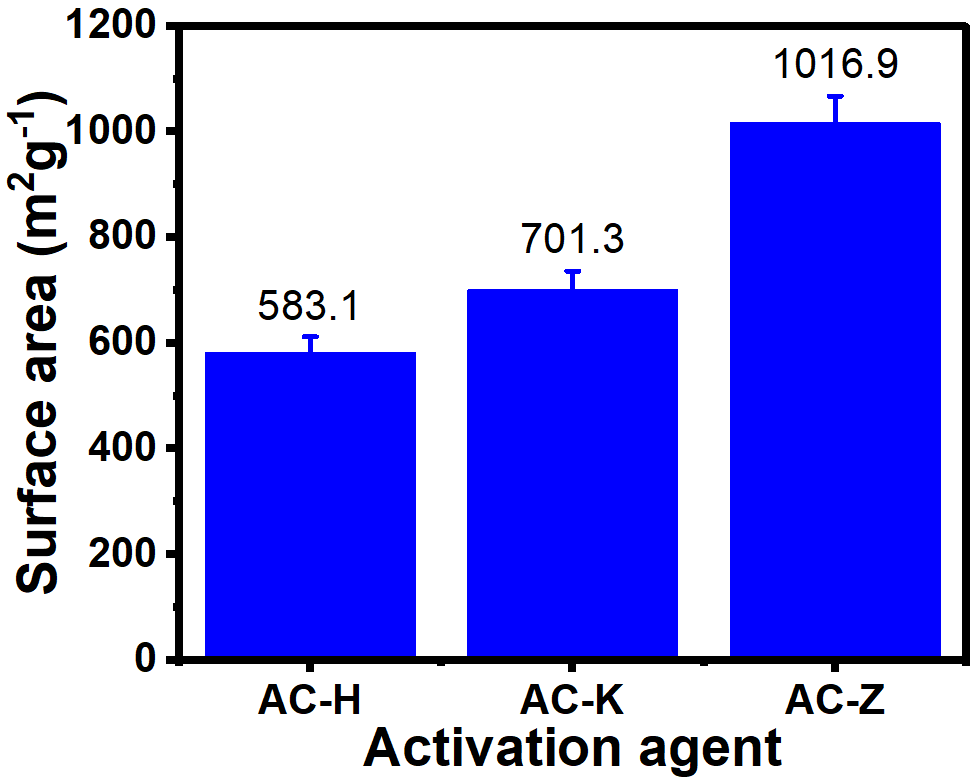 Surface area (m²g⁻¹)
1200
1000
800
600
400
200
0
583.1
701.3
1016.9
AC-H
AC-K
AC-Z
Activation agent